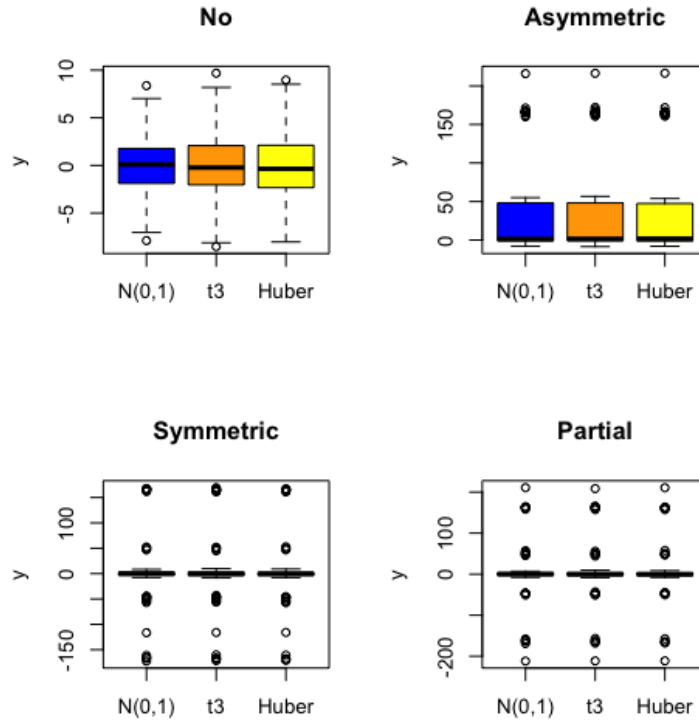 No
Asymmetric
10
5
0
-5
y
N(0,1) t3 Huber
150
50
0
y
N(0,1) t3 Huber
Symmetric
Partial
100
0
-150
y
N(0,1) t3 Huber
100
0
-200
y
N(0,1) t3 Huber